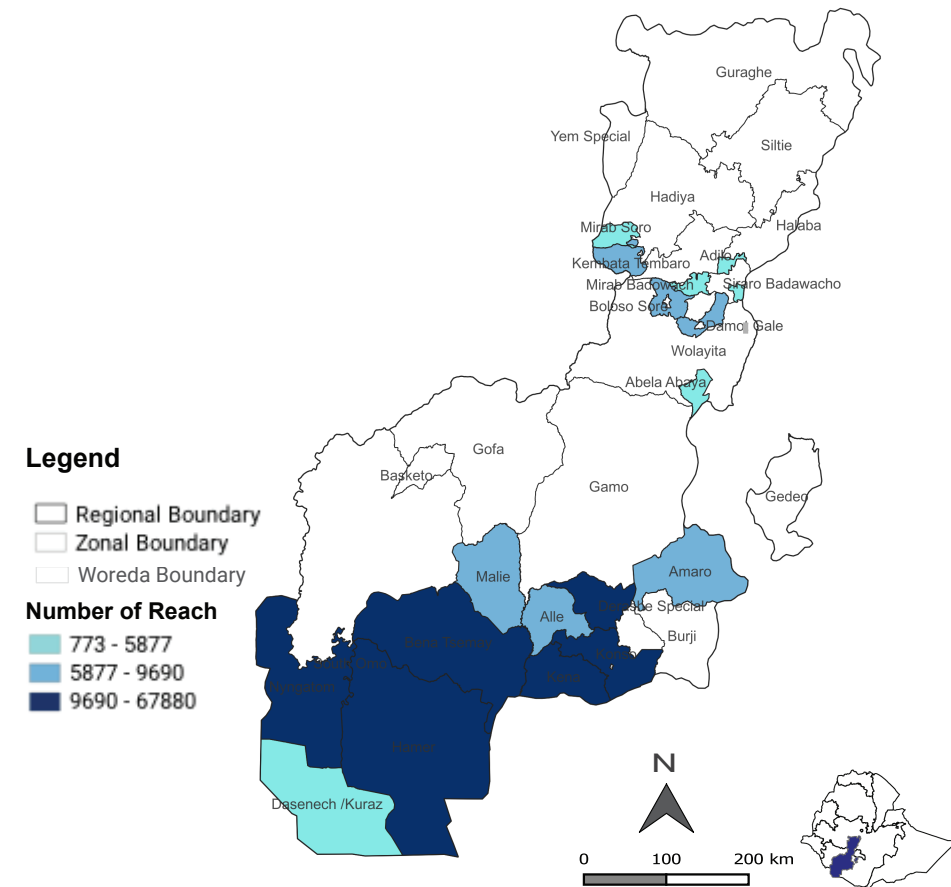 Guraghe
Yem Special
Siltie
Hadiya
Mirab Soro
Halaba
Adilo
Kembata Tembaro
Mirab Badowach
Siraro Badawacho
Boloso Sore
Damot Gale
Wolayita
Abela Abaya
Gofa
Basketo
Gamo
Gedeo
Legend
Regional Boundary
Zonal Boundary
Woreda Boundary
Number of Reach
773 - 5877
5877 - 9690
9690 - 67880
Malie
Amaro
Alle
Special
Burji
Bena Tsemay
Hamer
Dasenech /Kuraz
N
0 100 200 km